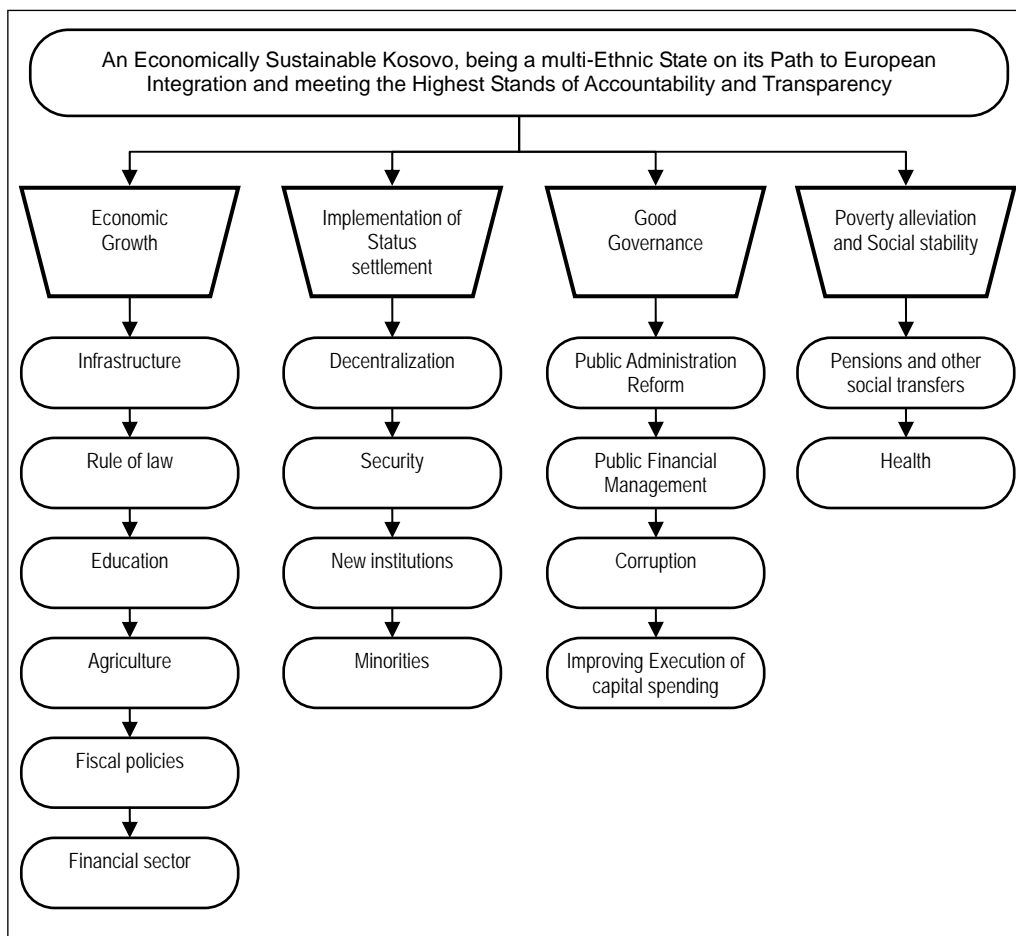 An Economically Sustainable Kosovo, being a multi-Ethnic State on its Path to European
Integration and meeting the Highest Stands of Accountability and Transparency
Economic
Growth
Implementation of
Status
settlement
Good
Governance
Poverty alleviation
and Social stability
Infrastructure
Decentralization
Public Administration
Reform
Pensions and other
social transfers
Rule of law
Security
Public Financial
Management
Health
Education
New institutions
Corruption
Agriculture
Minorities
Improving Execution of
capital spending
Fiscal policies
Financial sector